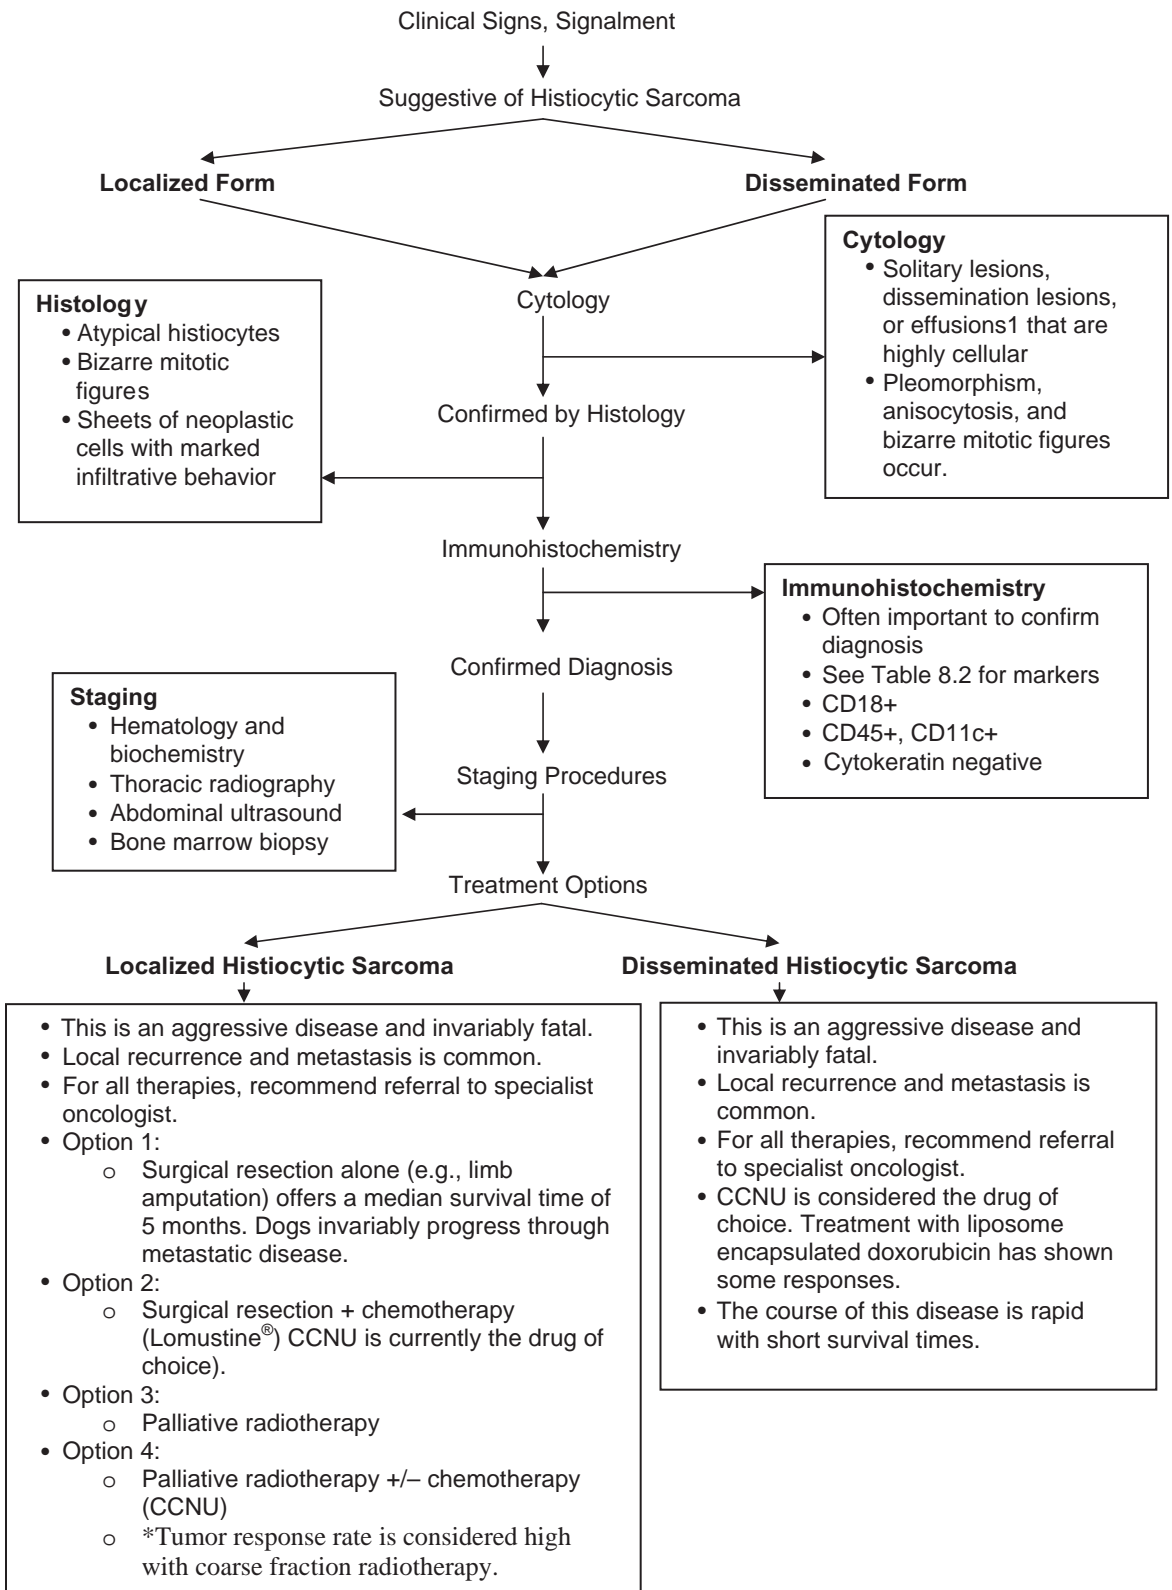 Clinical Signs, Signalment
Suggestive of Histiocytic Sarcoma
Localized Form
Disseminated Form
Cytology
• Solitary lesions,
dissemination lesions,
or effusions1 that are
highly cellular
• Pleomorphism,
anisocytosis, and
bizarre mitotic figures
occur.
Cytology
Histology
• Atypical histiocytes
• Bizarre mitotic
figures
• Sheets of neoplastic
cells with marked
infiltrative behavior
Confirmed by Histology
Immunohistochemistry
Immunohistochemistry
• Often important to confirm
diagnosis
• See Table 8.2 for markers
• CD18+
• CD45+, CD11c+
• Cytokeratin negative
Confirmed Diagnosis
Staging
• Hematology and
biochemistry
• Thoracic radiography
• Abdominal ultrasound
• Bone marrow biopsy
Staging Procedures
Treatment Options
Localized Histiocytic Sarcoma
• This is an aggressive disease and invariably fatal.
• Local recurrence and metastasis is common.
• For all therapies, recommend referral to specialist
oncologist.
• Option 1:
o Surgical resection alone (e.g., limb
amputation) offers a median survival time of
5 months. Dogs invariably progress through
metastatic disease.
• Option 2:
o Surgical resection + chemotherapy
(Lomustine®) CCNU is currently the drug of
choice).
• Option 3:
o Palliative radiotherapy
• Option 4:
o Palliative radiotherapy +/– chemotherapy
(CCNU)
o *Tumor response rate is considered high
with coarse fraction radiotherapy.
Disseminated Histiocytic Sarcoma
• This is an aggressive disease and
invariably fatal.
• Local recurrence and metastasis is
common.
• For all therapies, recommend referral
to specialist oncologist.
• CCNU is considered the drug of
choice. Treatment with liposome
encapsulated doxorubicin has shown
some responses.
• The course of this disease is rapid
with short survival times.